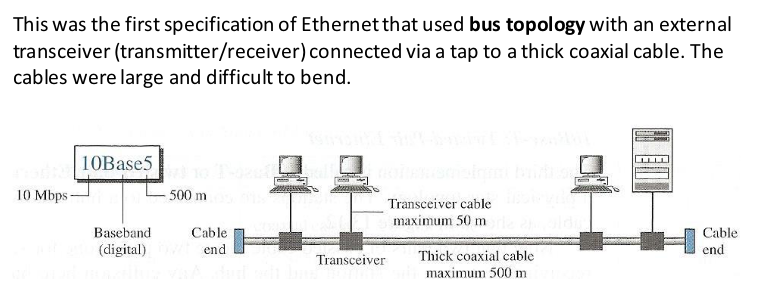 This was the first specification of Ethernet that used bus topology with an external
transceiver (transmitter/receiver) connected via a tap to a thick coaxial cable. The
cables were large and difficult to bend.
10Base5
10 Mbps
500 m
Baseband
(digital)
Cable
end
Transceiver cable
maximum 50 m
Transceiver
Thick coaxial cable
maximum 500 m
Cable
end